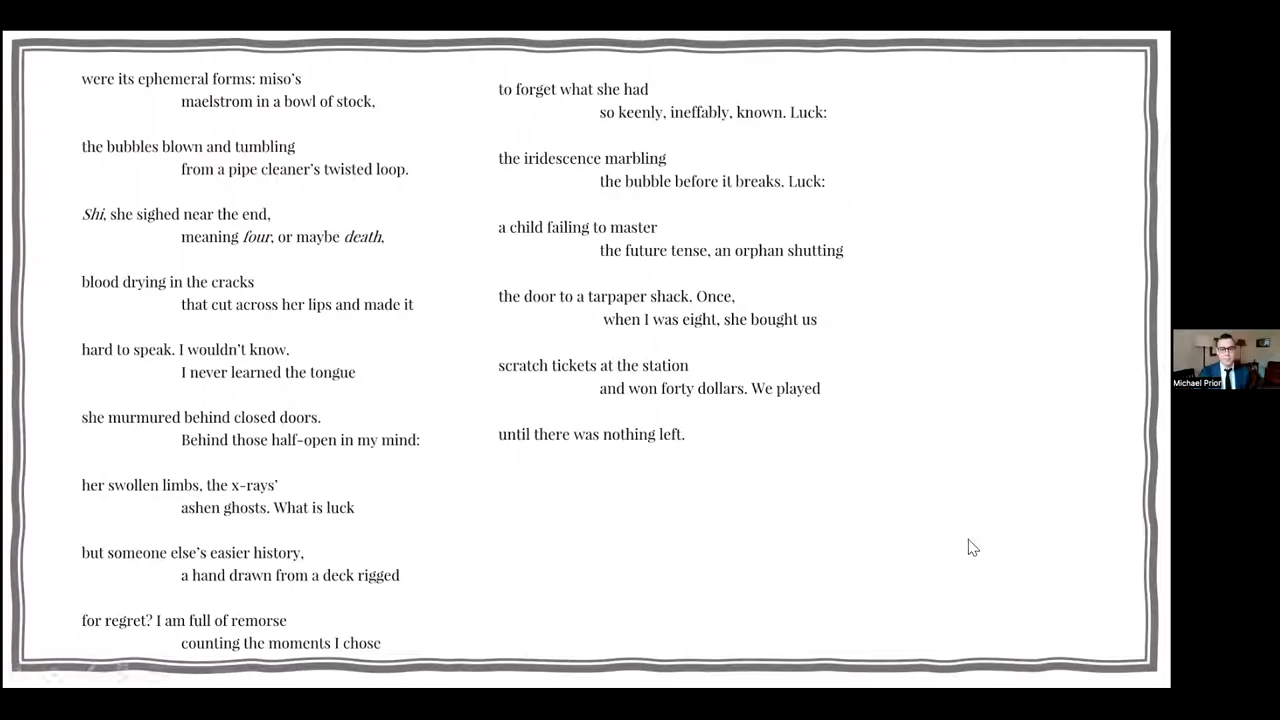 were its ephemeral forms: miso’s
maelstrom in a bowl of stock,
the bubbles blown and tumbling
from a pipe cleaner’s twisted loop.
Shi, she sighed near the end,
meaning four, or maybe death,
blood drying in the cracks
that cut across her lips and made it
hard to speak. I wouldn’t know.
I never learned the tongue
she murmured behind closed doors.
Behind those half-open in my mind:
her swollen limbs, the x-rays’
ashen ghosts. What is luck
but someone else’s easier history,
a hand drawn from a deck rigged
for regret? I am full of remorse
counting the moments I chose
to forget what she had
so keenly, ineffably, known. Luck:
the iridescence marbling
the bubble before it breaks. Luck:
a child failing to master
the future tense, an orphan shutting
the door to a tarpaper shack. Once,
when I was eight, she bought us
scratch tickets at the station
and won forty dollars. We played
until there was nothing left.
Michael Prior